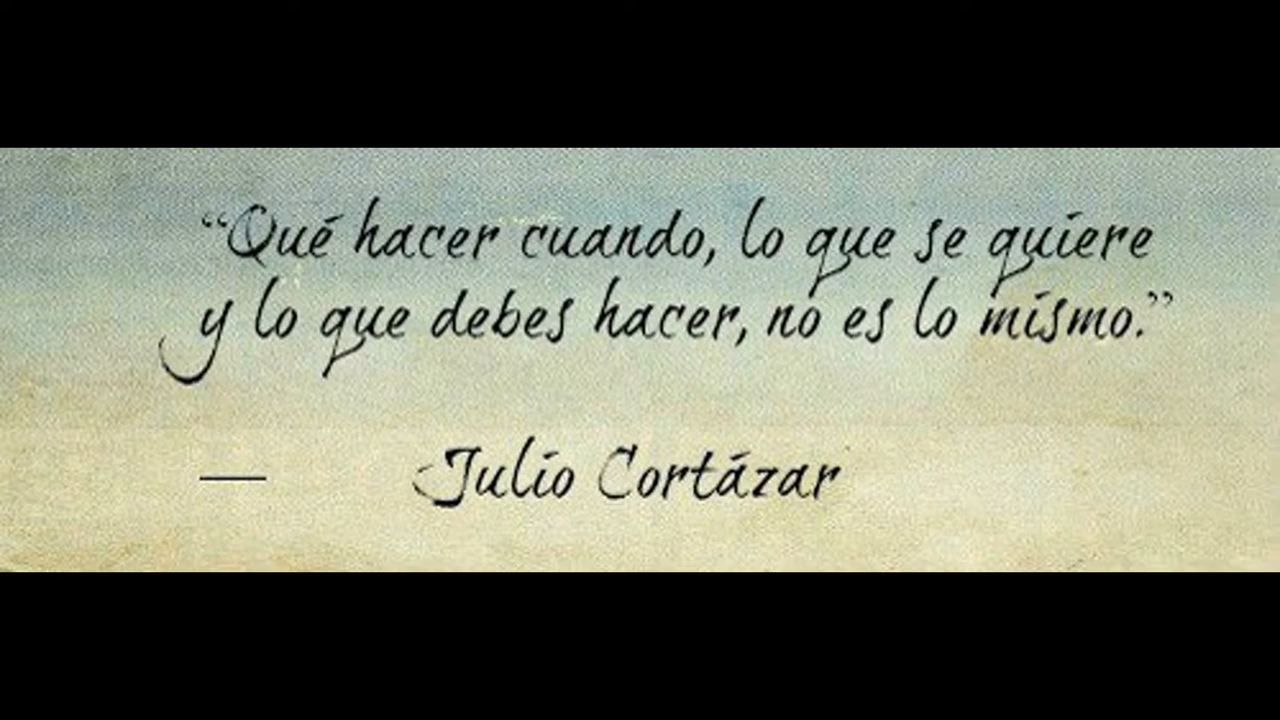 “Qué hacer cuando, lo que se quiere
y lo que debes hacer, no es lo mismo.”
— Julio Cortázar